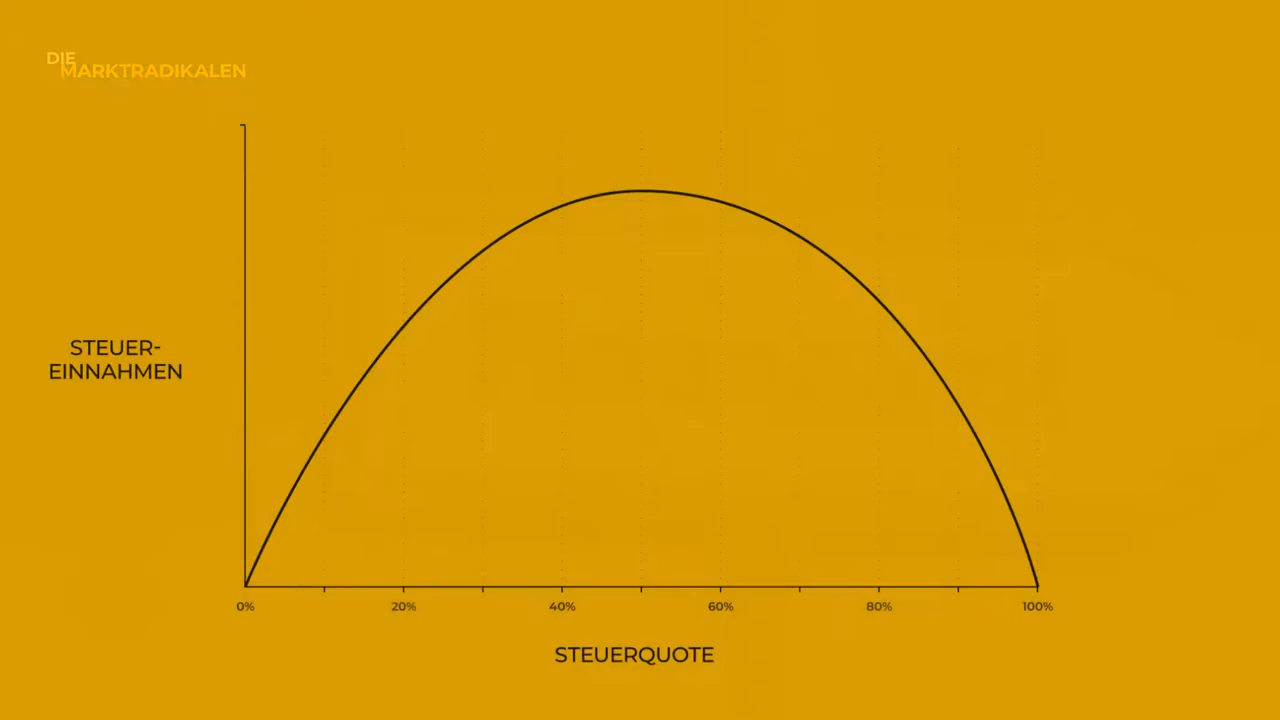 DIE
MARKTRADIKALEN
STEUER-
EINNAHMEN
0% 20% 40% 60% 80% 100%
STEUERQUOTE